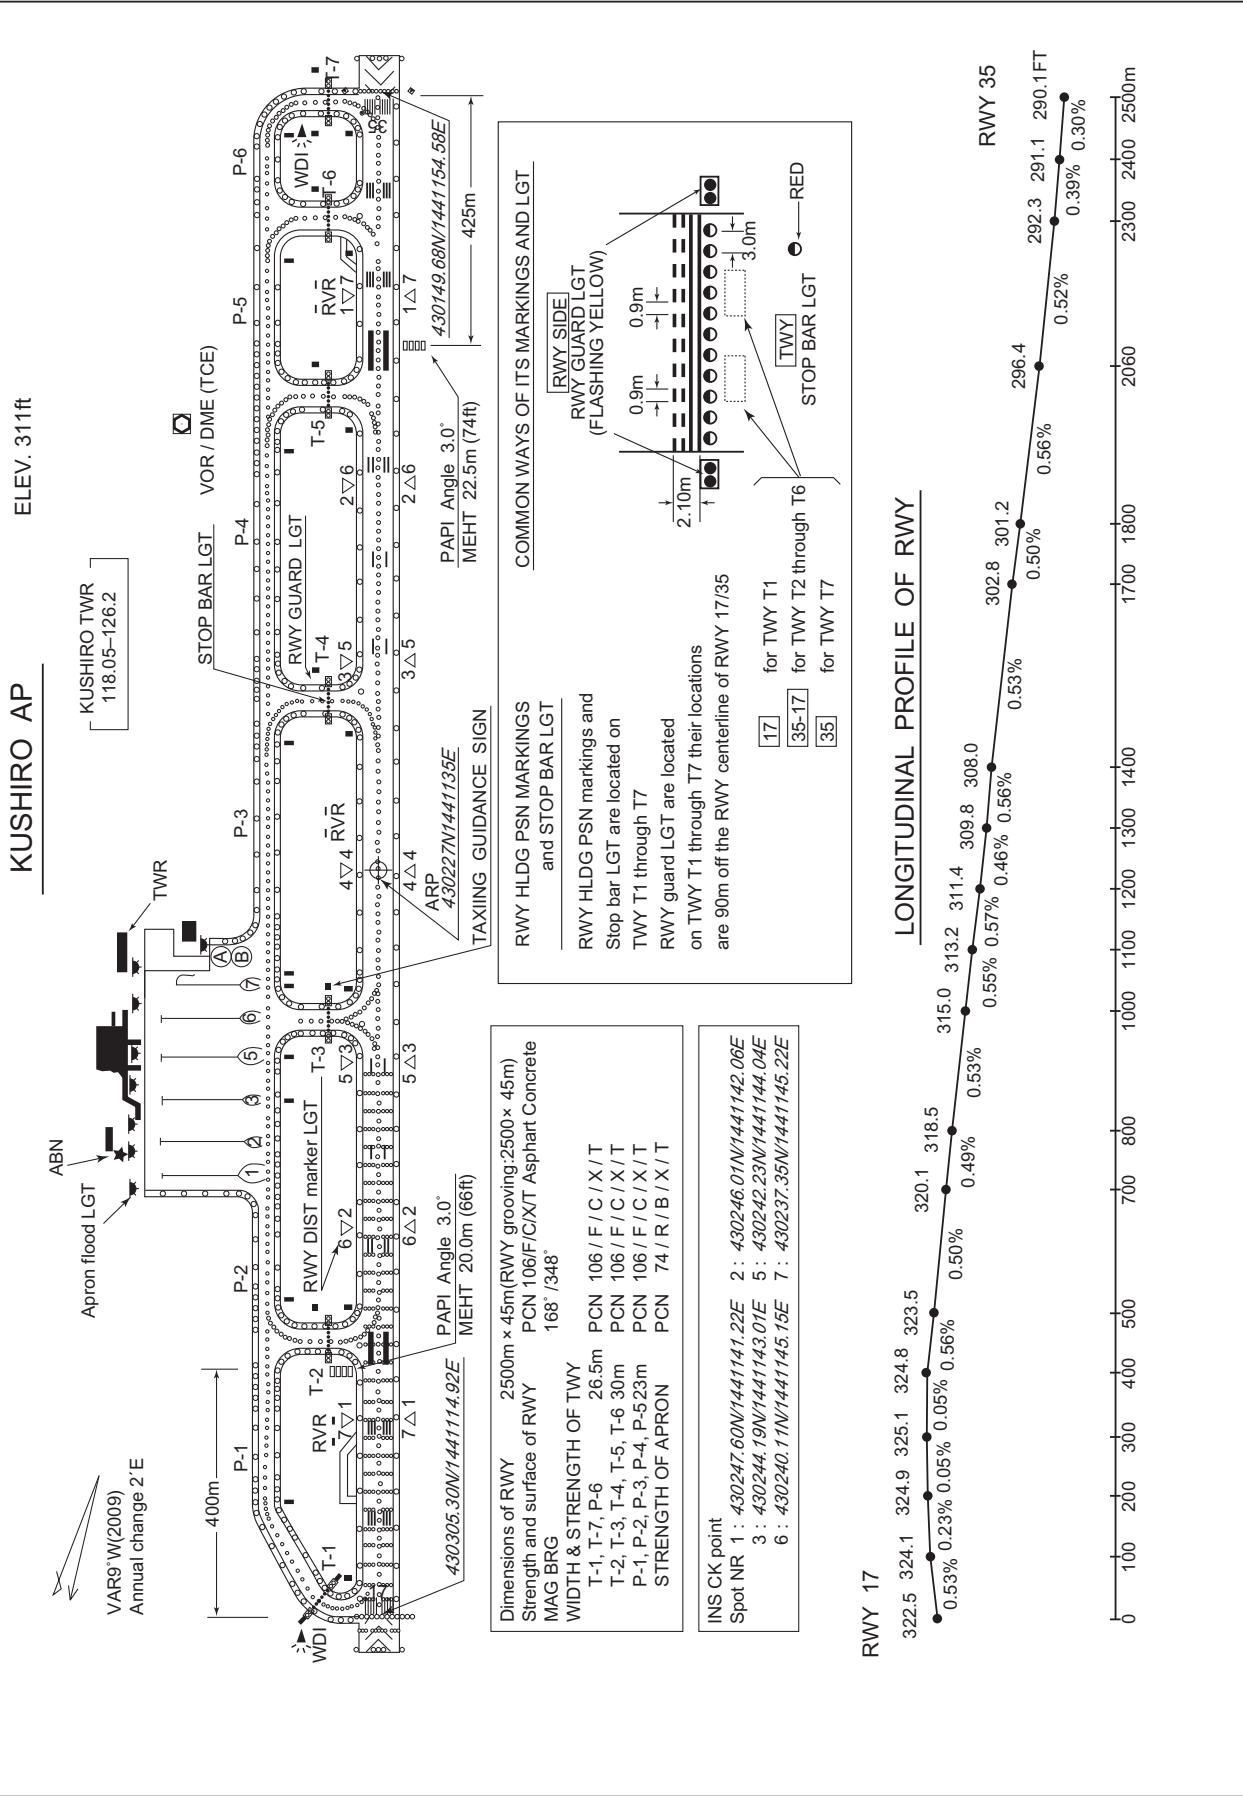 KUSHIRO AP
ELEV. 311ft
KUSHIRO TWR
118.05–126.2
VAR9°W(2009)
Annual change 2´E
ABN
Apron flood LGT
TWR
VOR / DME (TCE)
STOP BAR LGT
RWY GUARD LGT
RWY DIST marker LGT
400m
P-1
P-2
P-3
P-4
P-5
P-6
1
2
3
5
6
7
A
B
WDI
T-1
T-2
T-3
T-4
T-5
T-6
T-7
WDI
RVR
RVR
RVR
7▽1
6▽2
5▽3
4▽4
3▽5
2▽6
1▽7
17
35
7△1
6△2
5△3
4△4
3△5
2△6
1△7
430305.30N/1441114.92E
PAPI Angle 3.0°
MEHT 20.0m (66ft)
ARP
430227N1441135E
TAXIING GUIDANCE SIGN
PAPI Angle 3.0°
MEHT 22.5m (74ft)
430149.68N/1441154.58E
425m
Dimensions of RWY 2500m × 45m(RWY grooving:2500× 45m)
Strength and surface of RWY PCN 106/F/C/X/T Asphart Concrete
MAG BRG 168°/348°
WIDTH & STRENGTH OF TWY
T-1, T-7, P-6 26.5m PCN 106 / F / C / X / T
T-2, T-3, T-4, T-5, T-6 30m PCN 106 / F / C / X / T
P-1, P-2, P-3, P-4, P-5 23m PCN 106 / F / C / X / T
STRENGTH OF APRON PCN 74 / R / B / X / T
INS CK point
Spot NR 1 : 430247.60N/1441141.22E 2 : 430246.01N/1441142.06E
3 : 430244.19N/1441143.01E 5 : 430242.23N/1441144.04E
6 : 430240.11N/1441145.15E 7 : 430237.35N/1441145.22E
RWY HLDG PSN MARKINGS
and STOP BAR LGT
RWY HLDG PSN markings and
Stop bar LGT are located on
TWY T1 through T7
RWY guard LGT are located
on TWY T1 through T7 their locations
are 90m off the RWY centerline of RWY 17/35
17 for TWY T1
35-17 for TWY T2 through T6
35 for TWY T7
COMMON WAYS OF ITS MARKINGS AND LGT
RWY SIDE
RWY GUARD LGT
(FLASHING YELLOW)
0.9m
0.9m
2.10m
3.0m
TWY
STOP BAR LGT
RED
LONGITUDINAL PROFILE OF RWY
RWY 17
RWY 35
322.5 324.1 324.9 325.1 324.8 323.5 320.1 318.5 315.0 313.2 311.4 309.8 308.0 302.8 301.2 296.4 292.3 291.1 290.1FT
0.53% 0.23% 0.05% 0.05% 0.56% 0.50% 0.49% 0.53% 0.55% 0.57% 0.46% 0.56% 0.53% 0.50% 0.56% 0.52% 0.39% 0.30%
0 100 200 300 400 500 700 800 1000 1100 1200 1300 1400 1700 1800 2060 2300 2400 2500m